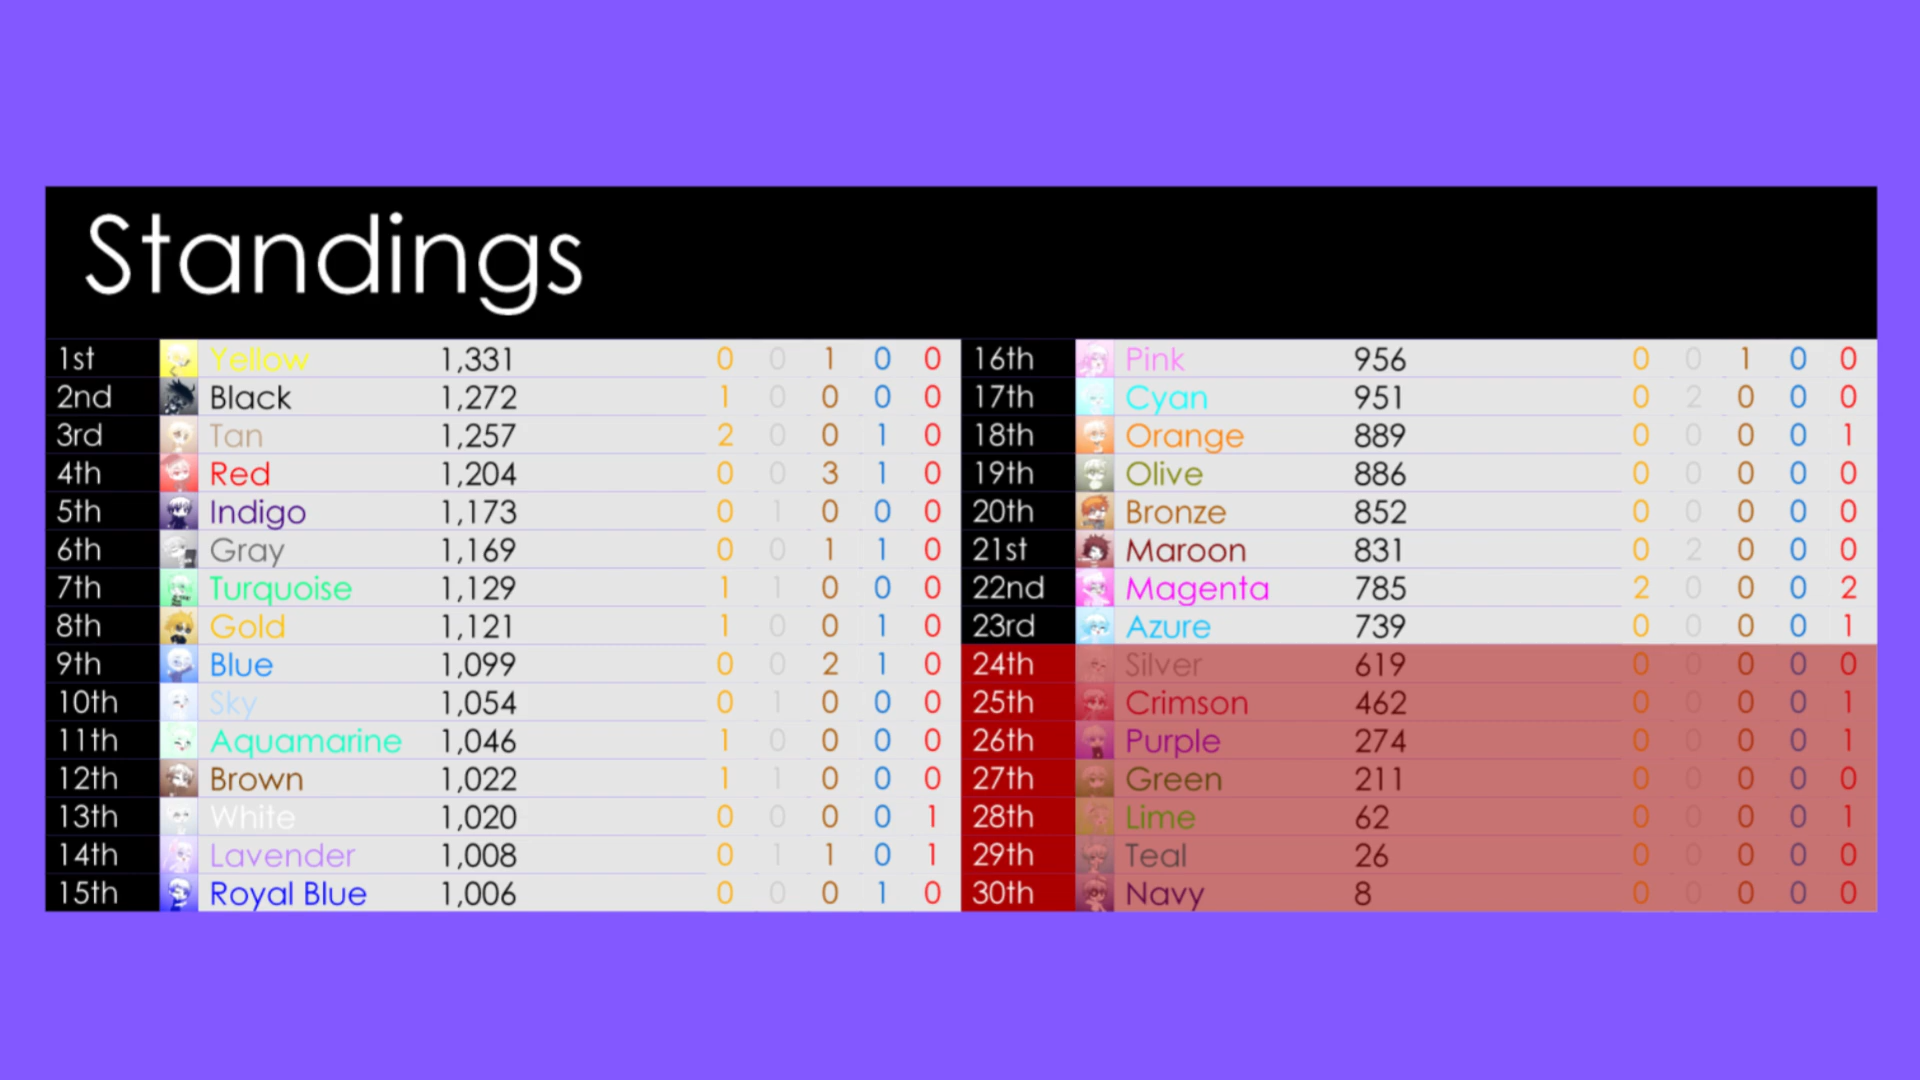 Standings
1st Yellow 1,331 0 0 1 0 0
2nd Black 1,272 1 0 0 0 0
3rd Tan 1,257 2 0 0 1 0
4th Red 1,204 0 0 3 1 0
5th Indigo 1,173 0 1 0 0 0
6th Gray 1,169 0 0 1 1 0
7th Turquoise 1,129 1 1 0 0 0
8th Gold 1,121 1 0 0 1 0
9th Blue 1,099 0 0 2 1 0
10th Sky 1,054 0 1 0 0 0
11th Aquamarine 1,046 1 0 0 0 0
12th Brown 1,022 1 1 0 0 0
13th White 1,020 0 0 0 0 1
14th Lavender 1,008 0 1 1 0 1
15th Royal Blue 1,006 0 0 0 1 0
16th Pink 956 0 0 1 0 0
17th Cyan 951 0 2 0 0 0
18th Orange 889 0 0 0 0 1
19th Olive 886 0 0 0 0 0
20th Bronze 852 0 0 0 0 0
21st Maroon 831 0 2 0 0 0
22nd Magenta 785 2 0 0 0 2
23rd Azure 739 0 0 0 0 1
24th Silver 619 0 0 0 0 0
25th Crimson 462 0 0 0 0 1
26th Purple 274 0 0 0 0 1
27th Green 211 0 0 0 0 0
28th Lime 62 0 0 0 0 1
29th Teal 26 0 0 0 0 0
30th Navy 8 0 0 0 0 0